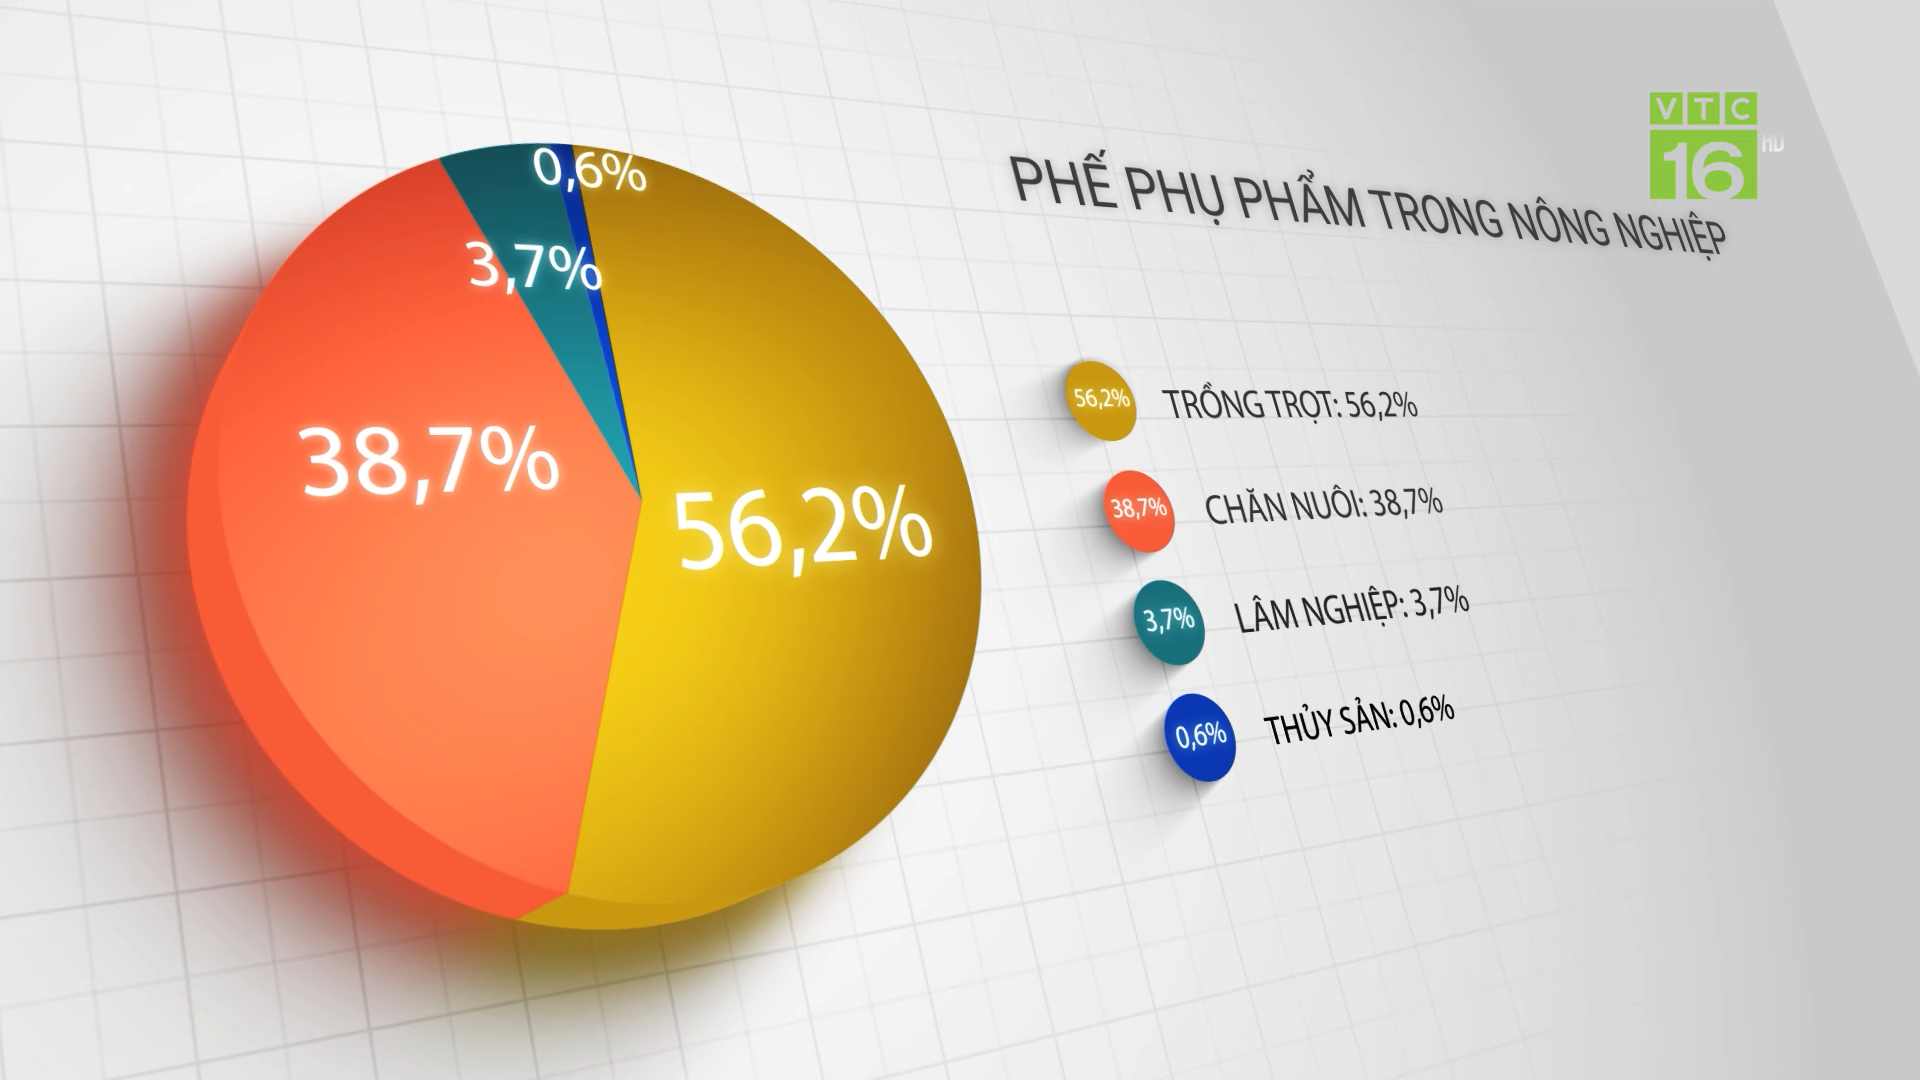 VTC
16 HD
PHẾ PHỤ PHẨM TRONG NÔNG NGHIỆP
0,6%
3,7%
38,7%
56,2%
56,2% TRỒNG TRỌT: 56,2%
38,7% CHĂN NUÔI: 38,7%
3,7% LÂM NGHIỆP: 3,7%
0,6% THỦY SẢN: 0,6%